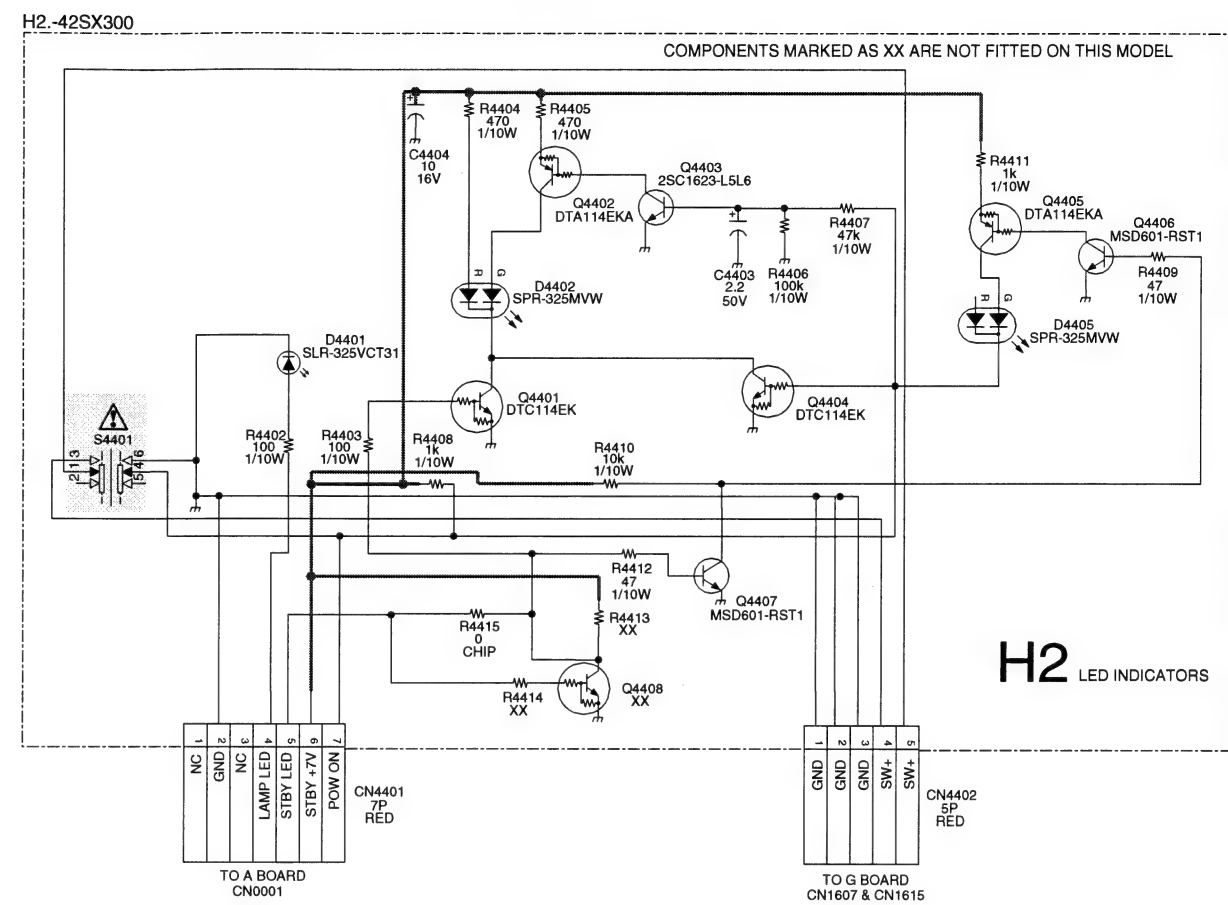 H2.-42SX300
COMPONENTS MARKED AS XX ARE NOT FITTED ON THIS MODEL
R4404
470
1/10W
R4405
470
1/10W
C4404
10
16V
Q4402
DTA114EKA
Q4403
2SC1623-L5L6
R4411
1k
1/10W
Q4405
DTA114EKA
Q4406
MSD601-RST1
R4407
47k
1/10W
C4403
2.2
50V
R4406
100k
1/10W
R4409
47
1/10W
R
G
D4402
SPR-325MVW
R
G
D4405
SPR-325MVW
D4401
SLR-325VCT31
Q4401
DTC114EK
Q4404
DTC114EK
S4401
2 1 3
5 4 6
R4402
100
1/10W
R4403
100
1/10W
R4408
1k
1/10W
R4410
10k
1/10W
R4412
47
1/10W
Q4407
MSD601-RST1
R4415
0
CHIP
R4413
XX
R4414
XX
Q4408
XX
H2 LED INDICATORS
1 NC
2 GND
3 NC
4 LAMP LED
5 STBY LED
6 STBY +7V
7 POW ON
CN4401
7P
RED
TO A BOARD
CN0001
1 GND
2 GND
3 GND
4 SW+
5 SW+
CN4402
5P
RED
TO G BOARD
CN1607 & CN1615